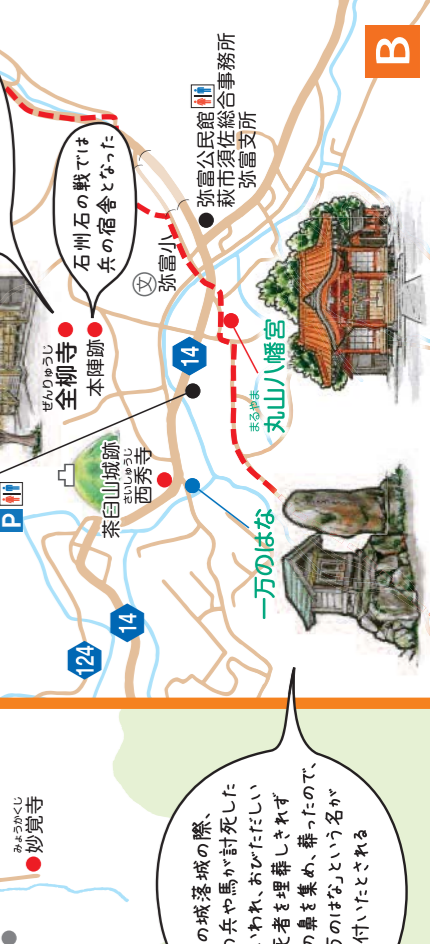 B
弥富公民館
萩市須佐総合事務所
弥富支所
石州石の戦では
兵の宿舎となった
文
弥富小
ぜんりゅうじ
全柳寺
本陣跡
14
まるやま
丸山八幡宮
P
茶臼山城跡
さいしゅうじ
西秀寺
一万のはな
14
124
みょうかくじ
妙覚寺
の城落城の際、
の兵や馬が討死した
いわれ、おびただしい
死者を埋葬しきれず
の鼻を集め、葬ったので、
万のはな」という名が
付いたとされる